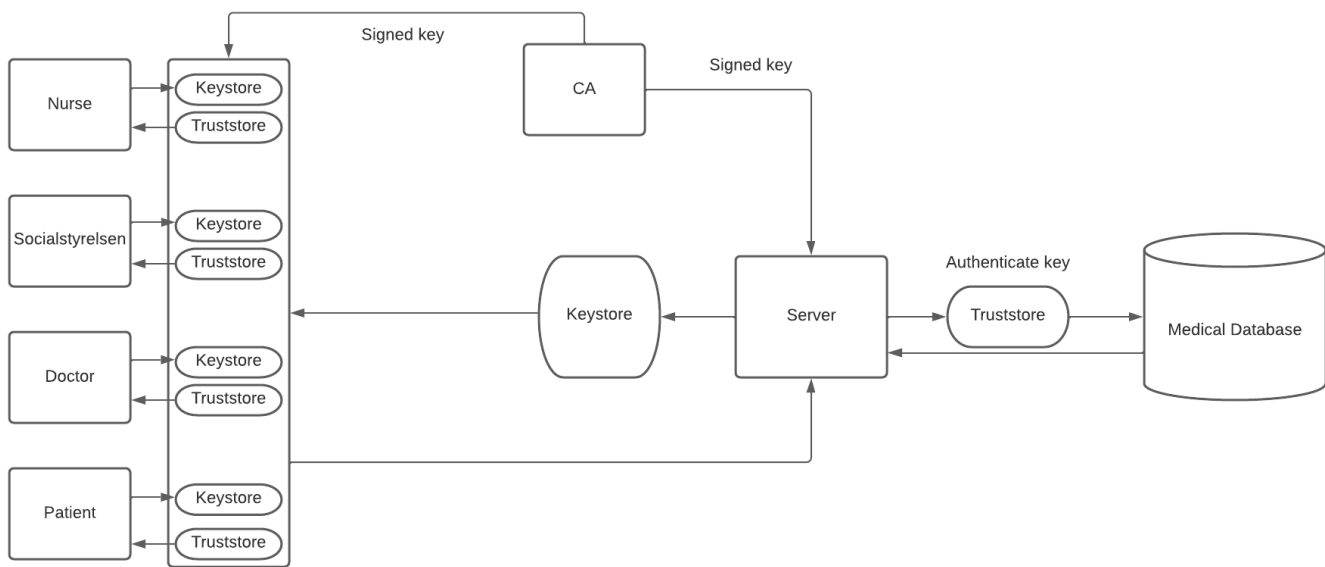 Signed key
Signed key
CA
Nurse
Keystore
Truststore
Socialstyrelsen
Keystore
Truststore
Keystore
Server
Authenticate key
Truststore
Medical Database
Doctor
Keystore
Truststore
Patient
Keystore
Truststore